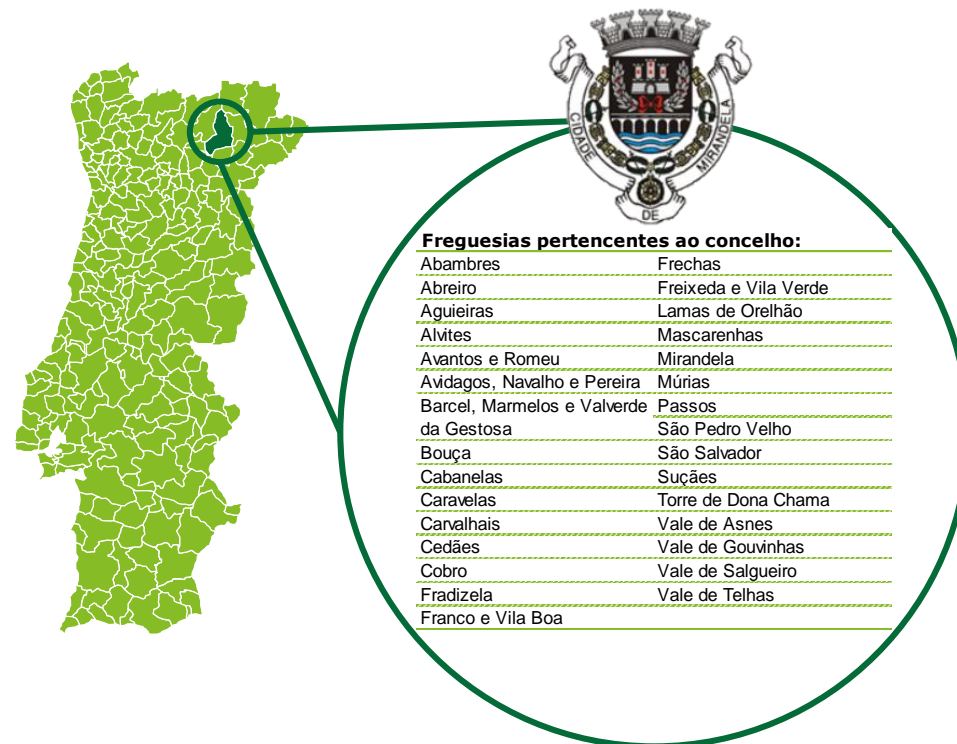 CIDADE DE MIRANDELA
Freguesias pertencentes ao concelho:
Abambres
Abreiro
Aguieiras
Alvites
Avantos e Romeu
Avidagos, Navalho e Pereira
Barcel, Marmelos e Valverde
da Gestosa
Bouça
Cabanelas
Caravelas
Carvalhais
Cedães
Cobro
Fradizela
Franco e Vila Boa
Frechas
Freixeda e Vila Verde
Lamas de Orelhão
Mascarenhas
Mirandela
Múrias
Passos
São Pedro Velho
São Salvador
Suçães
Torre de Dona Chama
Vale de Asnes
Vale de Gouvinhas
Vale de Salgueiro
Vale de Telhas